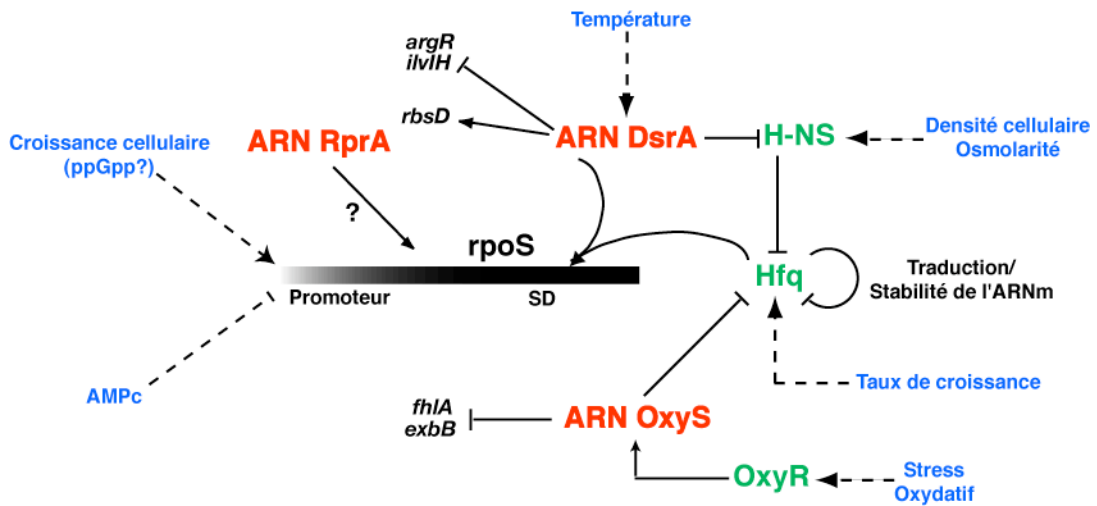 Température
argR
ilvIH
rbsD
ARN RprA
ARN DsrA
H-NS
Densité cellulaire
Osmolarité
Croissance cellulaire
(ppGpp?)
?
rpoS
Promoteur
SD
Hfq
Traduction/
Stabilité de l'ARNm
AMPc
Taux de croissance
fhlA
exbB
ARN OxyS
OxyR
Stress
Oxydatif